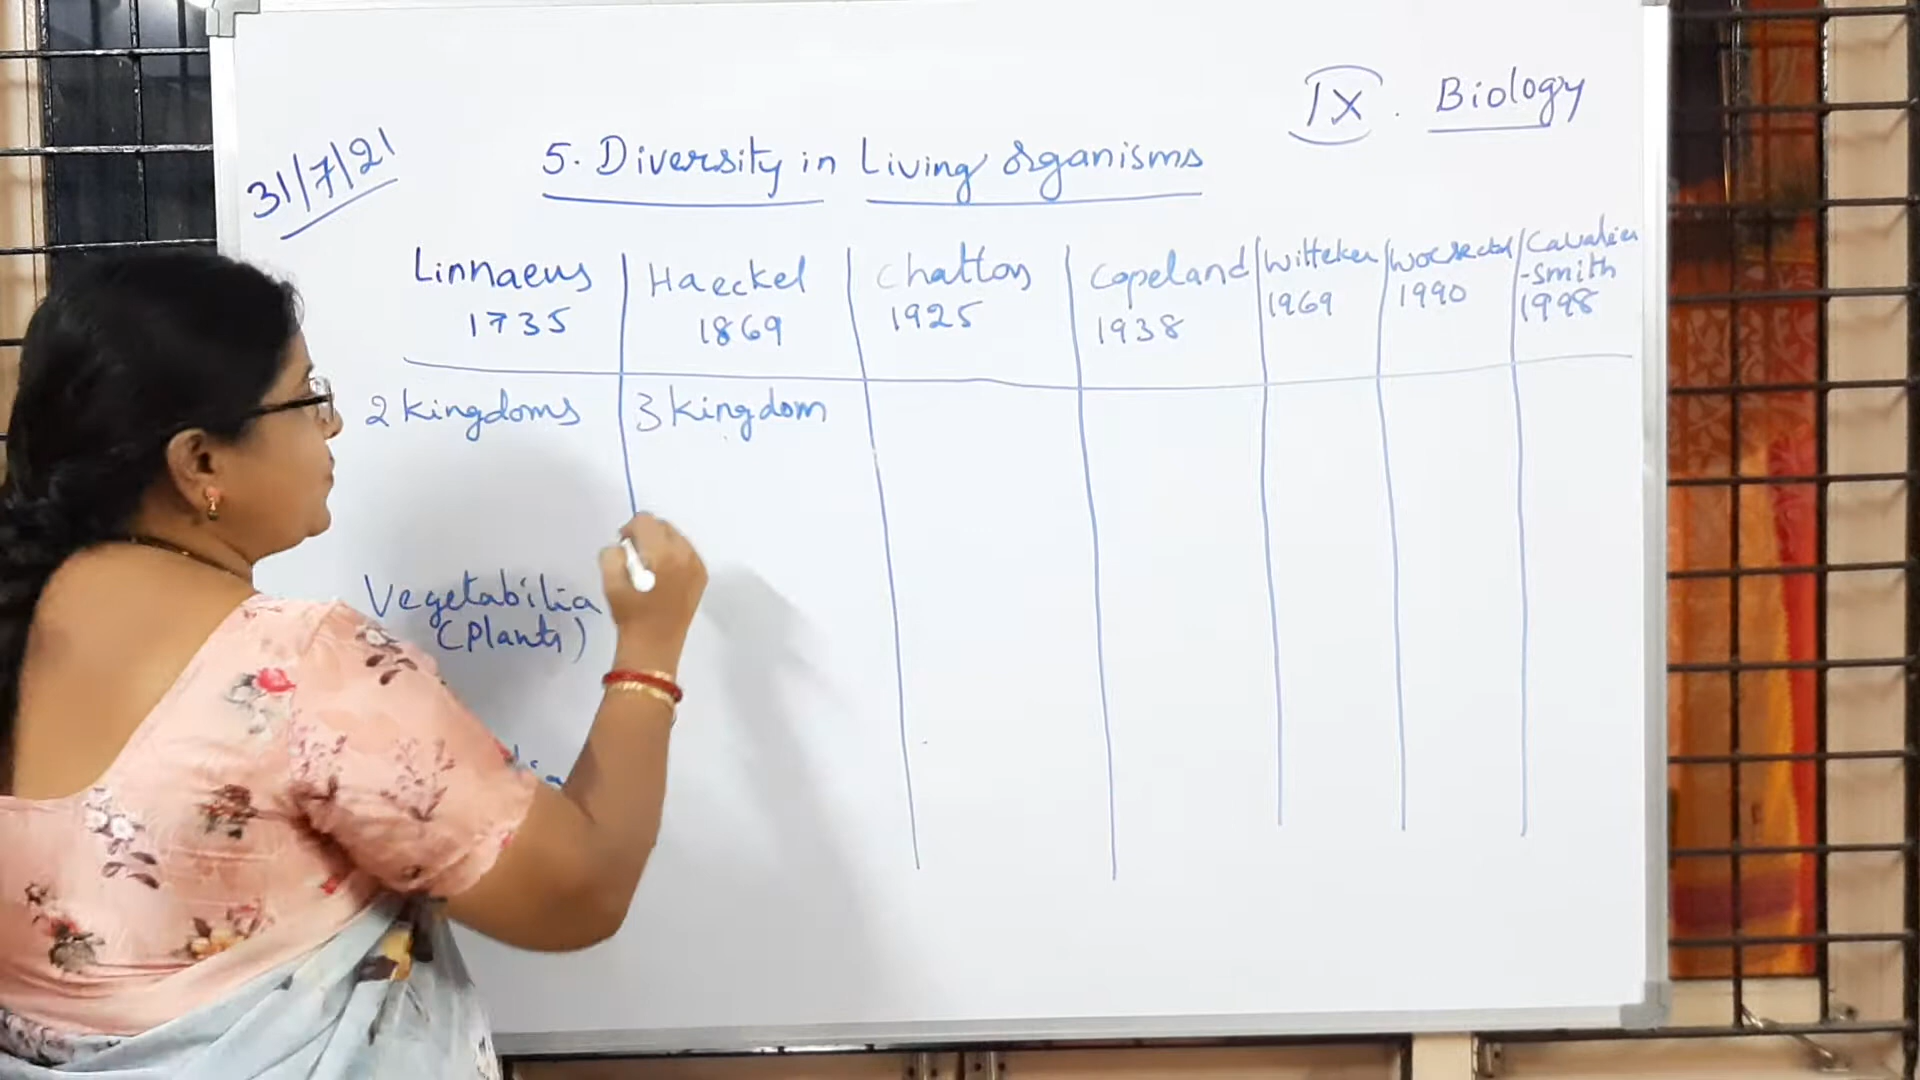 IX. Biology
31/7/21
5. Diversity in Living organisms
Linnaeus
1735
Haeckel
1869
Chatton
1925
Copeland
1938
Witteker
1969
1990
Cavalier
-Smith
1998
2 Kingdoms
3 Kingdom
Vegetabilia
(Plants)